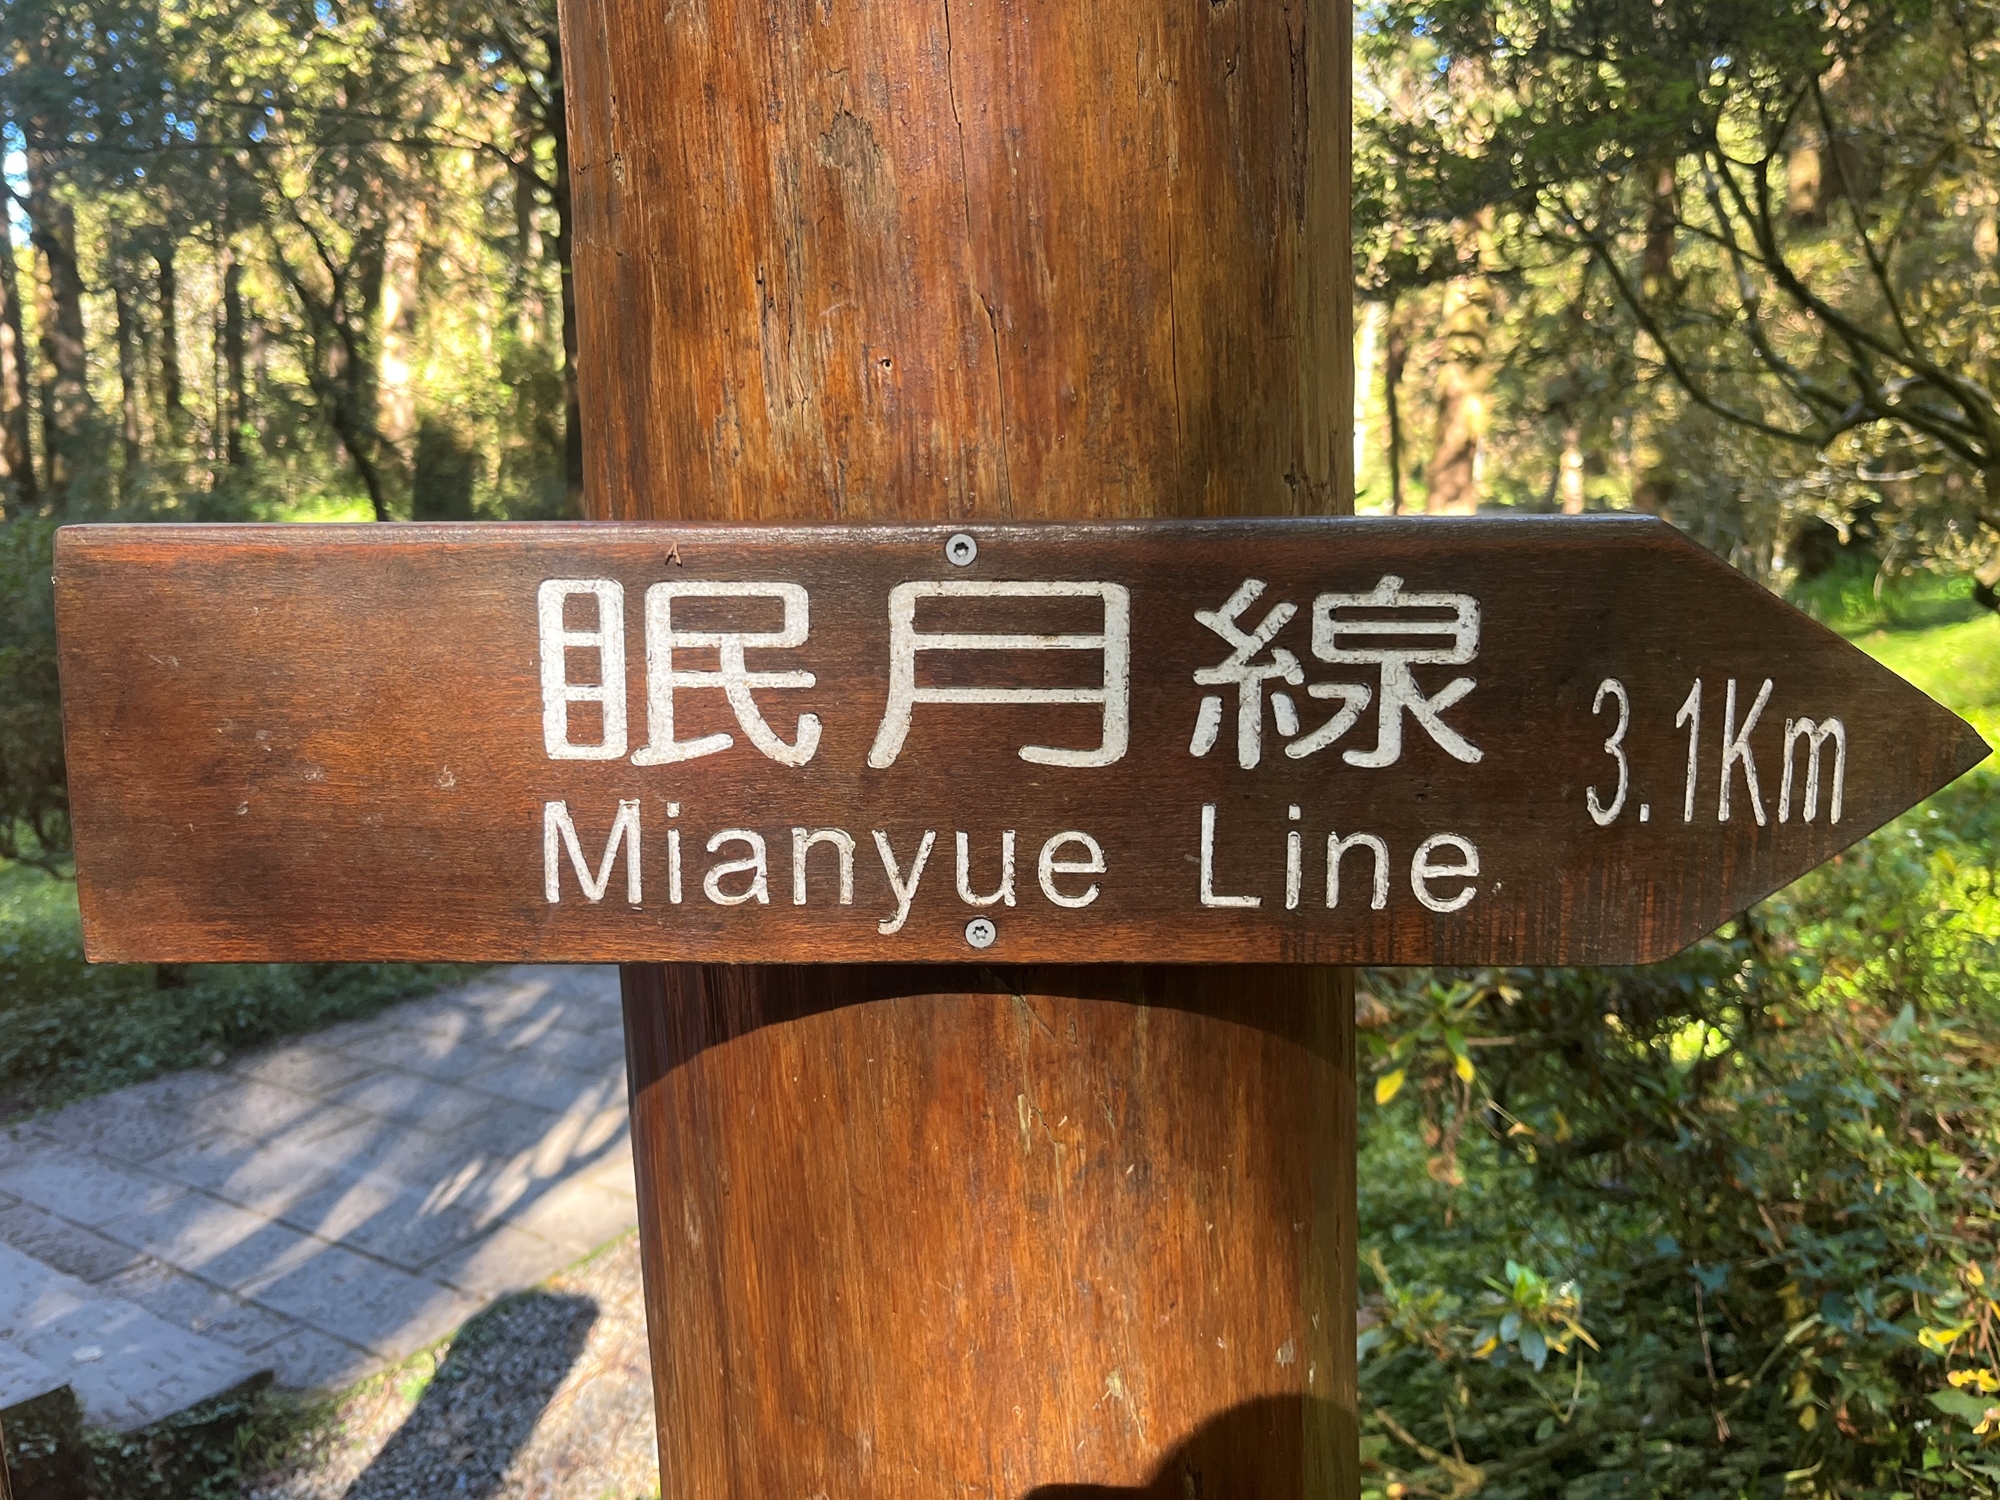 眠月線
3.1Km
Mianyue Line